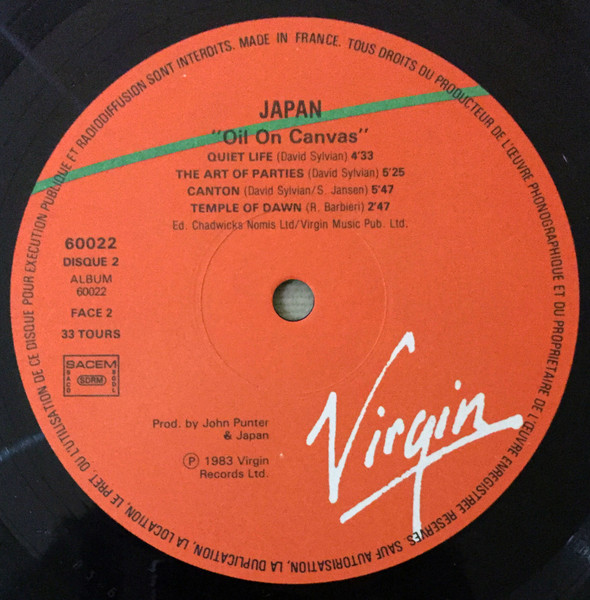 TOUS DROITS DU PRODUCTEUR DE L'ŒUVRE PHONOGRAPHIQUE ET DU PROPRIETAIRE DE L'ŒUVRE ENREGISTREE RESERVES. SAUF AUTORISATION, LA DUPLICATION, LA LOCATION, LE PRET, OU L'UTILISATION DE CE DISQUE POUR EXECUTION PUBLIQUE ET RADIODIFFUSION SONT INTERDITS. MADE IN FRANCE.
JAPAN
"Oil On Canvas"
QUIET LIFE (David Sylvian) 4'33
THE ART OF PARTIES (David Sylvian) 5'25
CANTON (David Sylvian/S. Jansen) 5'47
TEMPLE OF DAWN (R. Barbieri) 2'47
Ed. Chadwicks Nomis Ltd/Virgin Music Pub. Ltd.
60022
DISQUE 2
ALBUM
60022
FACE 2
33 TOURS
SACEM
SACD
SDRM
SGDL
Prod. by John Punter
& Japan
Ⓟ 1983 Virgin
Records Ltd.
Virgin